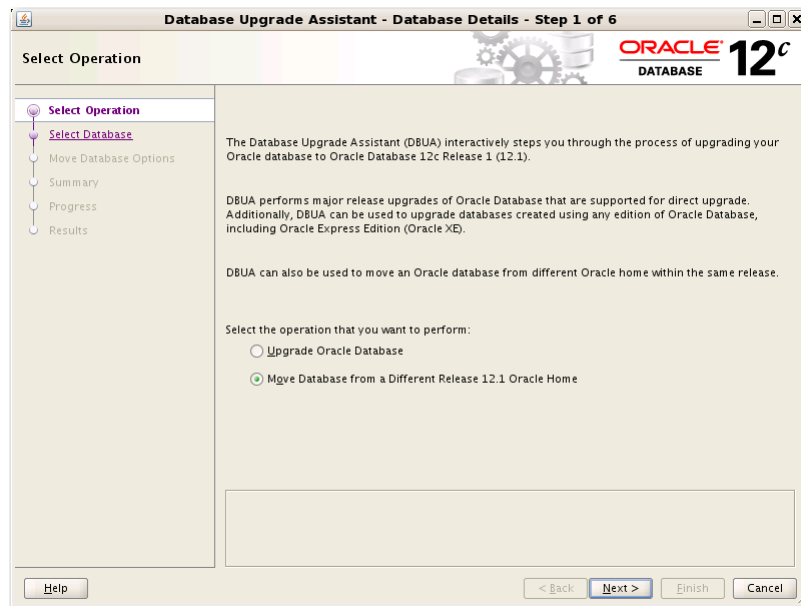 Database Upgrade Assistant - Database Details - Step 1 of 6
Select Operation
ORACLE
DATABASE
12c
Select Operation
Select Database
Move Database Options
Summary
Progress
Results
The Database Upgrade Assistant (DBUA) interactively steps you through the process of upgrading your
Oracle database to Oracle Database 12c Release 1 (12.1).
DBUA performs major release upgrades of Oracle Database that are supported for direct upgrade.
Additionally, DBUA can be used to upgrade databases created using any edition of Oracle Database,
including Oracle Express Edition (Oracle XE).
DBUA can also be used to move an Oracle database from different Oracle home within the same release.
Select the operation that you want to perform:
Upgrade Oracle Database
Move Database from a Different Release 12.1 Oracle Home
Help
< Back
Next >
Finish
Cancel